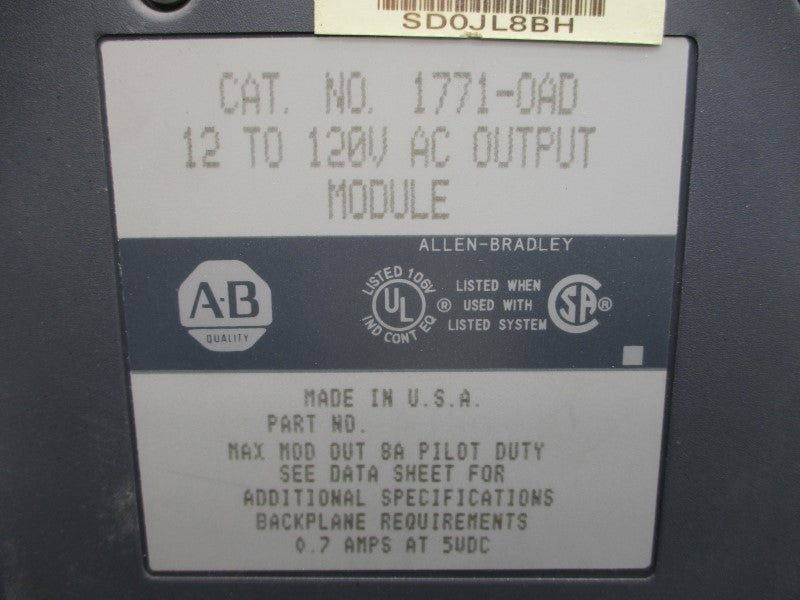 SD0JL8BH
CAT. NO. 1771-OAD
12 TO 120V AC OUTPUT
MODULE
ALLEN-BRADLEY
A·B
QUALITY
LISTED 106V
UL
IND CONT EQ
®
LISTED WHEN
USED WITH
LISTED SYSTEM
SA ®
MADE IN U.S.A.
PART NO.
MAX MOD OUT 8A PILOT DUTY
SEE DATA SHEET FOR
ADDITIONAL SPECIFICATIONS
BACKPLANE REQUIREMENTS
0.7 AMPS AT 5VDC